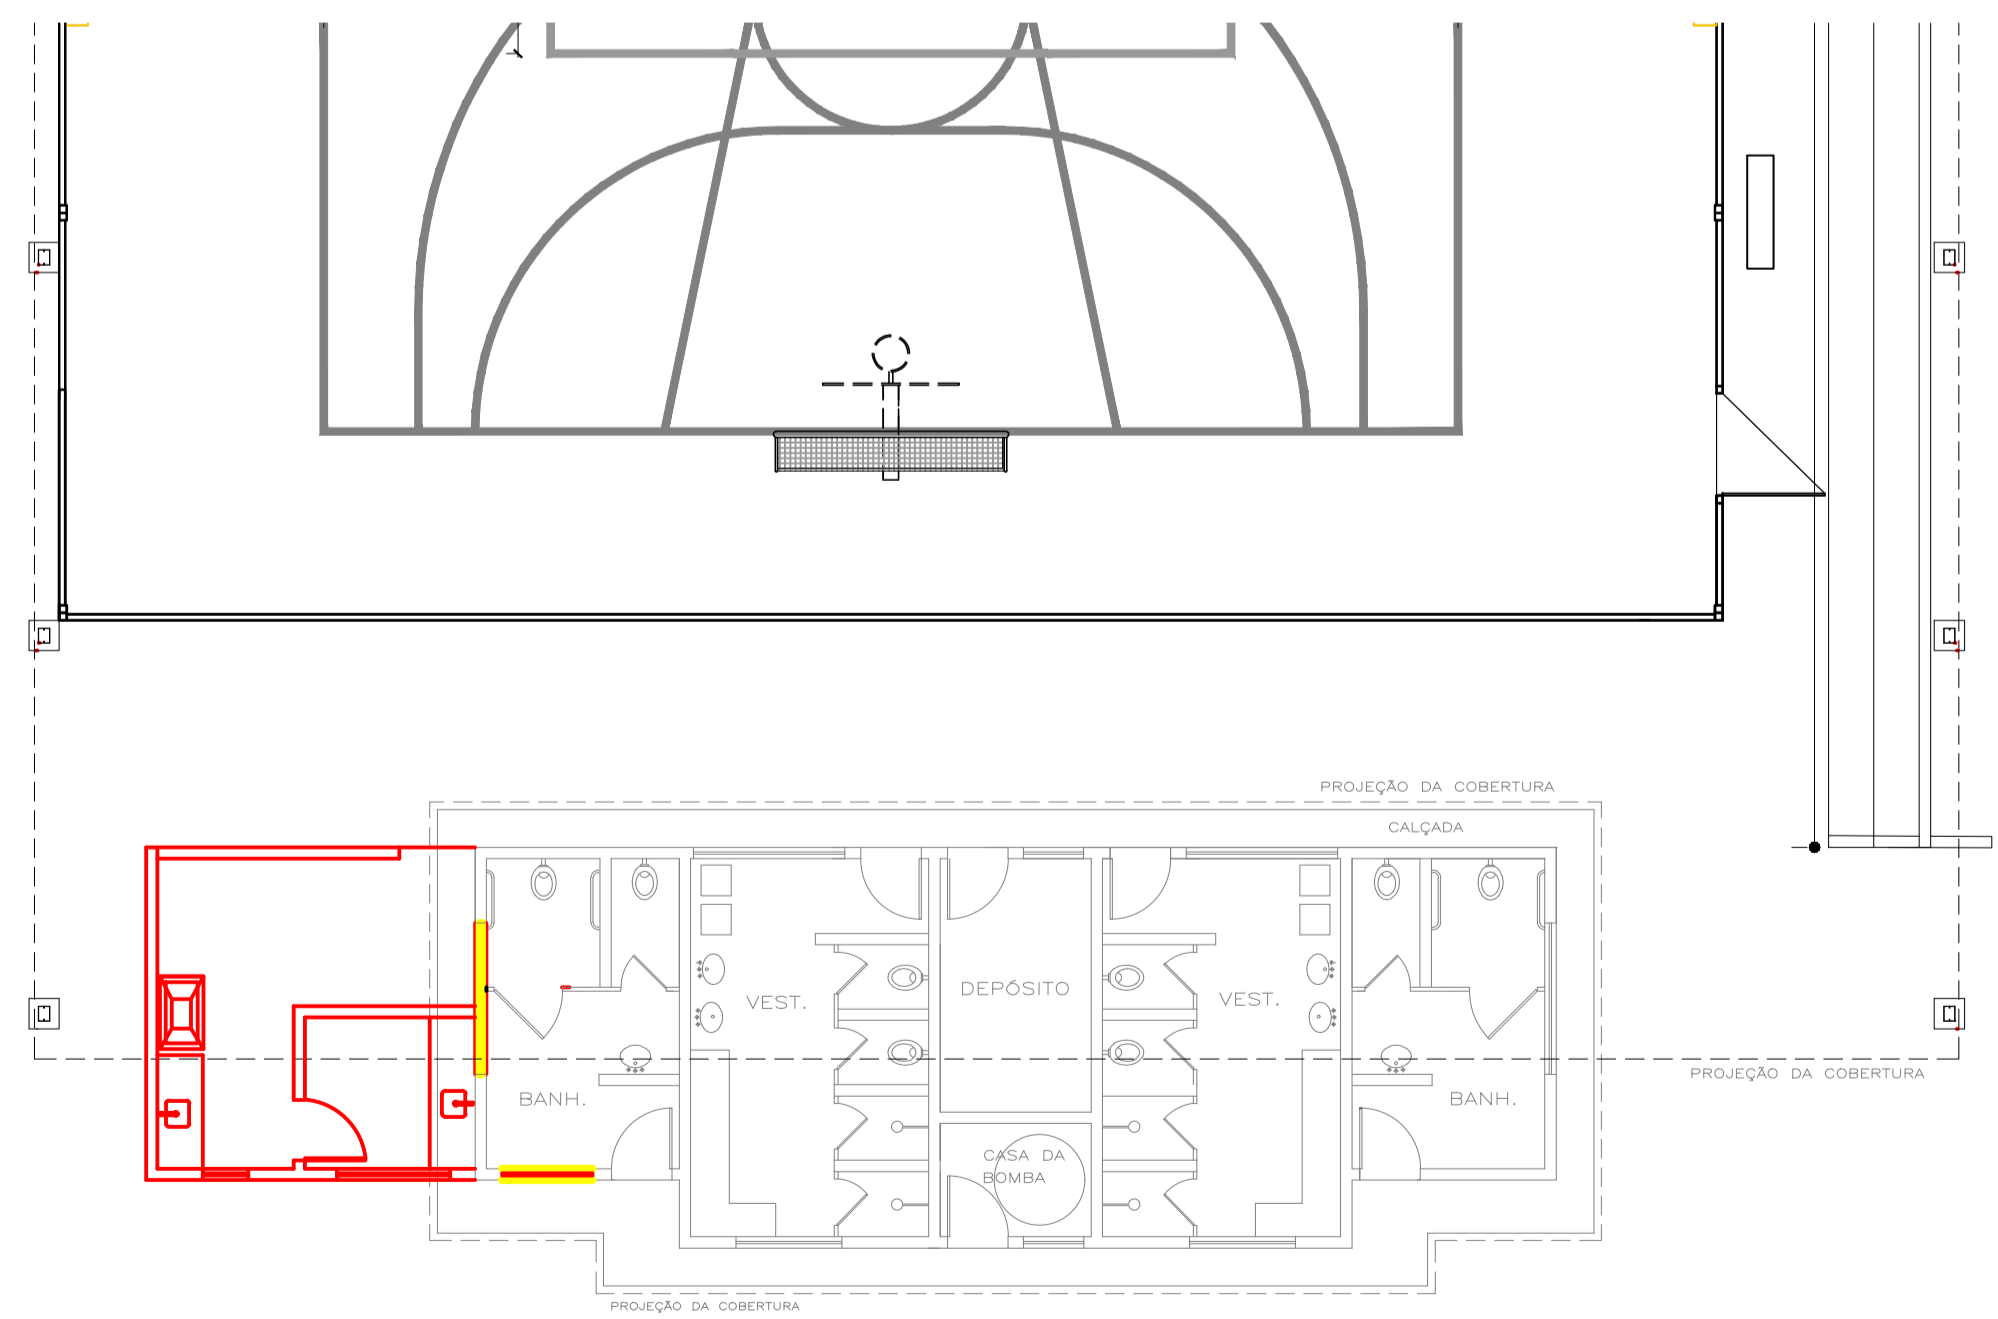 PROJEÇÃO DA COBERTURA
CALÇADA
DEPÓSITO
VEST.
VEST.
PROJEÇÃO DA COBERTURA
BANH.
BANH.
CASA DA
BOMBA
PROJEÇÃO DA COBERTURA